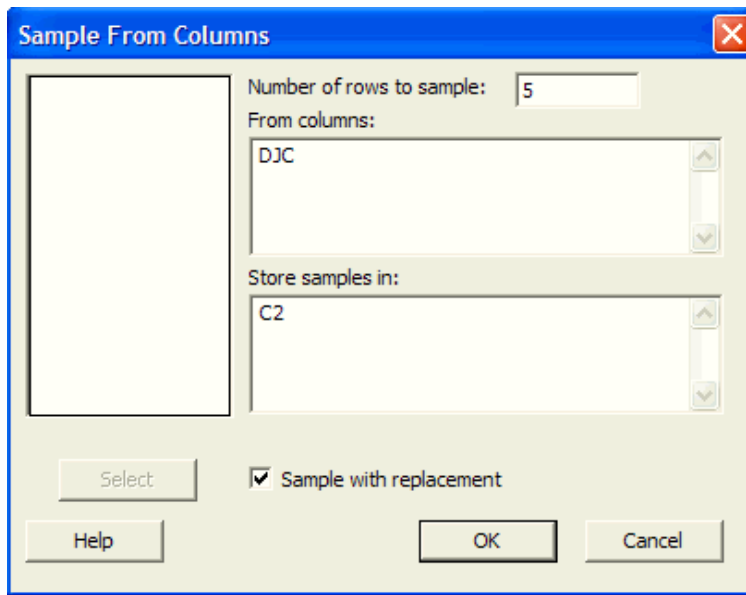 Sample From Columns
Number of rows to sample: 5
From columns:
DJC
Store samples in:
C2
Select
Sample with replacement
Help
OK
Cancel